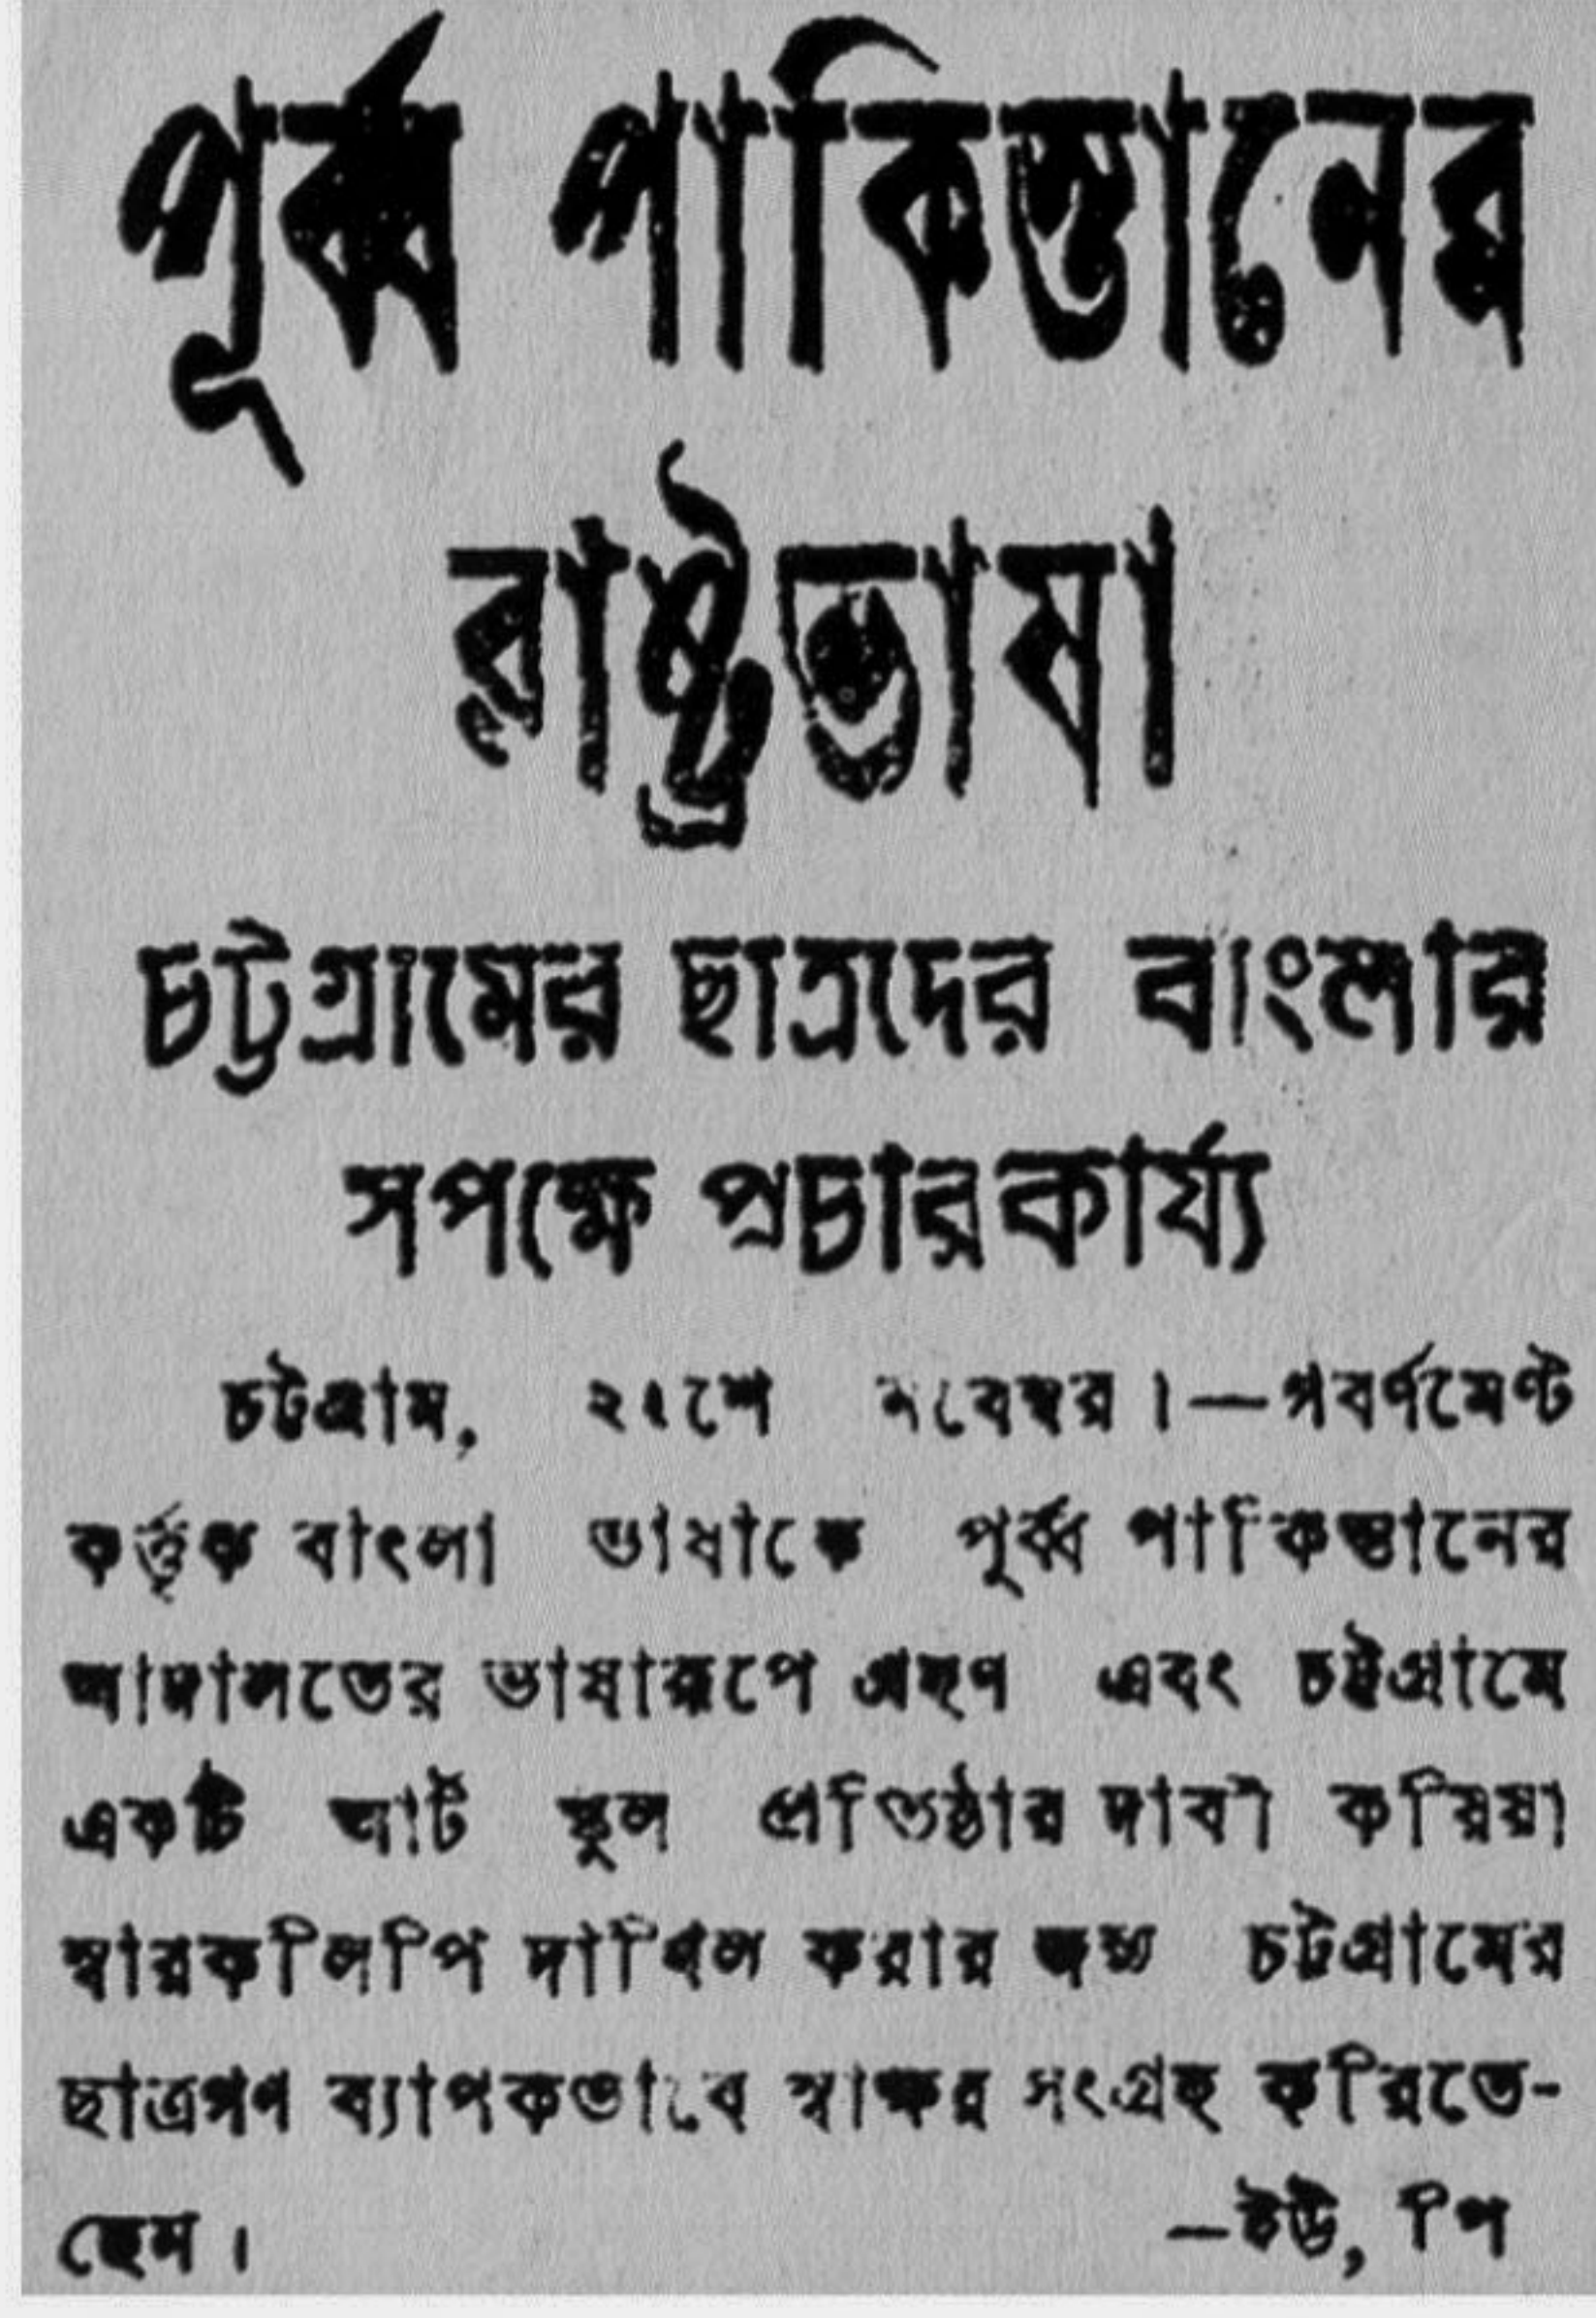 পূর্ব্ব পাকিস্তানের
রাষ্ট্রভাষা
চট্টগ্রামের ছাত্রদের বাংলার
সপক্ষে প্রচারকার্য্য
চট্টগ্রাম, শে নবেম্বর।—গবর্ণমেণ্ট
কর্ত্তৃক বাংলা ভাষাকে পূর্ব্ব পাকিস্তানের
আদালতের ভাষারূপে গ্রহণ এবং চট্টগ্রামে
একটি আর্ট স্কুল প্রতিষ্ঠার দাবী করিয়া
স্মারকলিপি দাখিল করার জন্য চট্টগ্রামের
ছাত্রগণ ব্যাপকভাবে স্বাক্ষর সংগ্রহ করিতে-
ছেন। —ইউ, পি